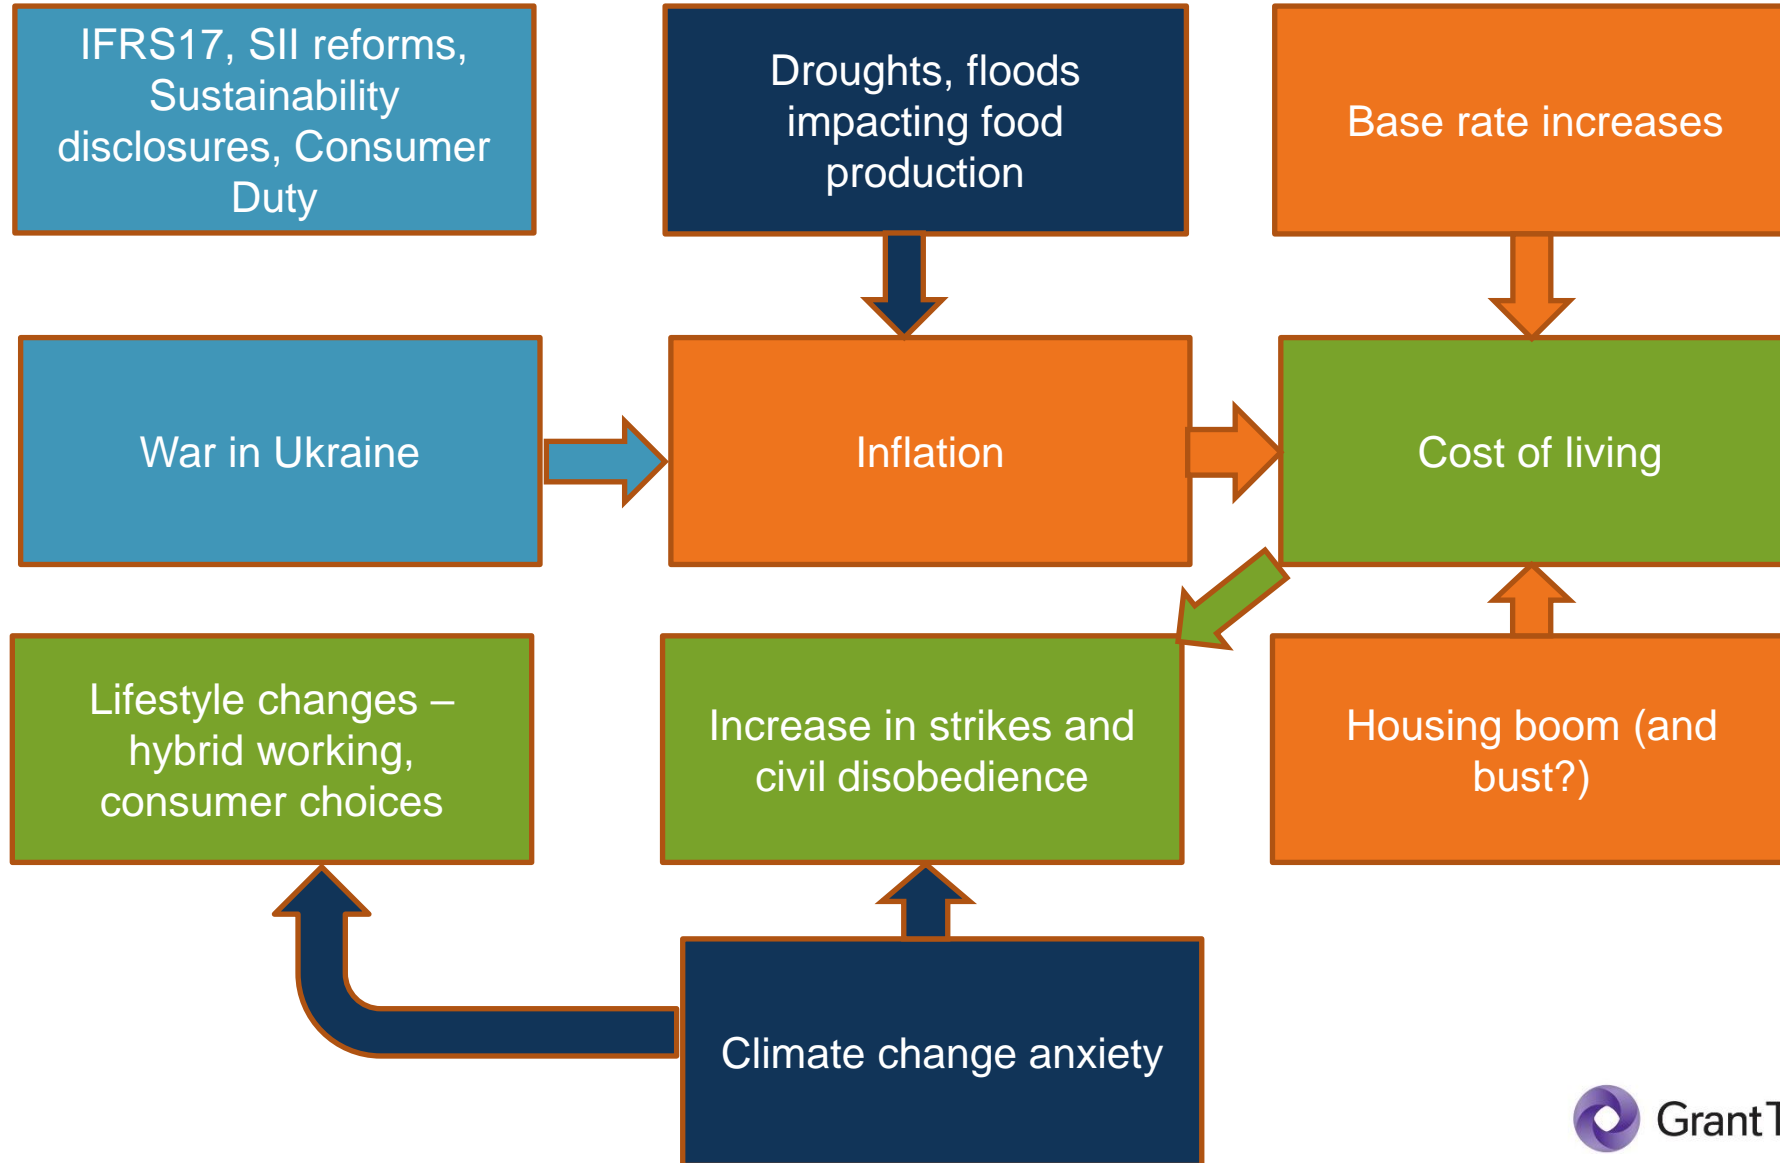 IFRS17, SII reforms,
Sustainability
disclosures, Consumer
Duty
Droughts, floods
impacting food
production
Base rate increases
War in Ukraine
Inflation
Cost of living
Lifestyle changes –
hybrid working,
consumer choices
Increase in strikes and
civil disobedience
Housing boom (and
bust?)
Climate change anxiety
Grant T